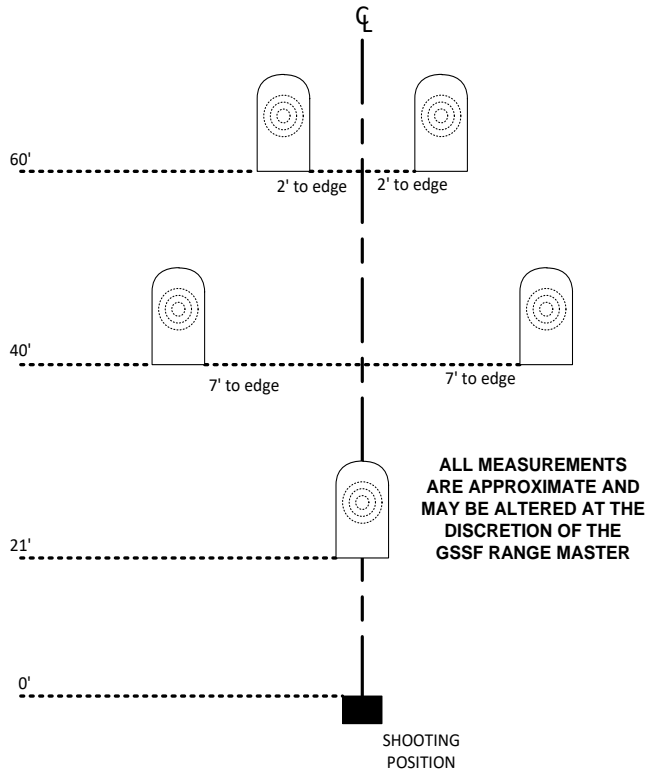 ℄
60'
2' to edge 2' to edge
40'
7' to edge 7' to edge
ALL MEASUREMENTS
ARE APPROXIMATE AND
MAY BE ALTERED AT THE
DISCRETION OF THE
GSSF RANGE MASTER
21'
0'
SHOOTING
POSITION